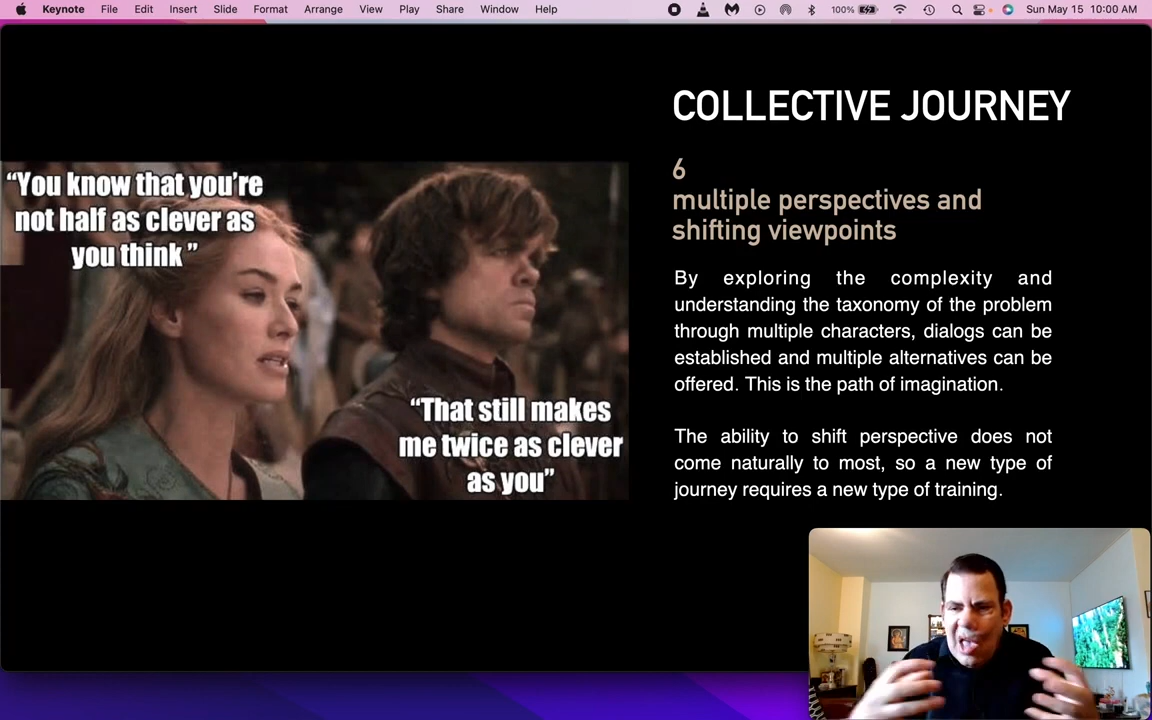 Keynote File Edit Insert Slide Format Arrange View Play Share Window Help 100% Sun May 15 10:00 AM
COLLECTIVE JOURNEY
6
multiple perspectives and
shifting viewpoints
By exploring the complexity and
understanding the taxonomy of the problem
through multiple characters, dialogs can be
established and multiple alternatives can be
offered. This is the path of imagination.
The ability to shift perspective does not
come naturally to most, so a new type of
journey requires a new type of training.
“You know that you’re
not half as clever as
you think ”
“That still makes
me twice as clever
as you”